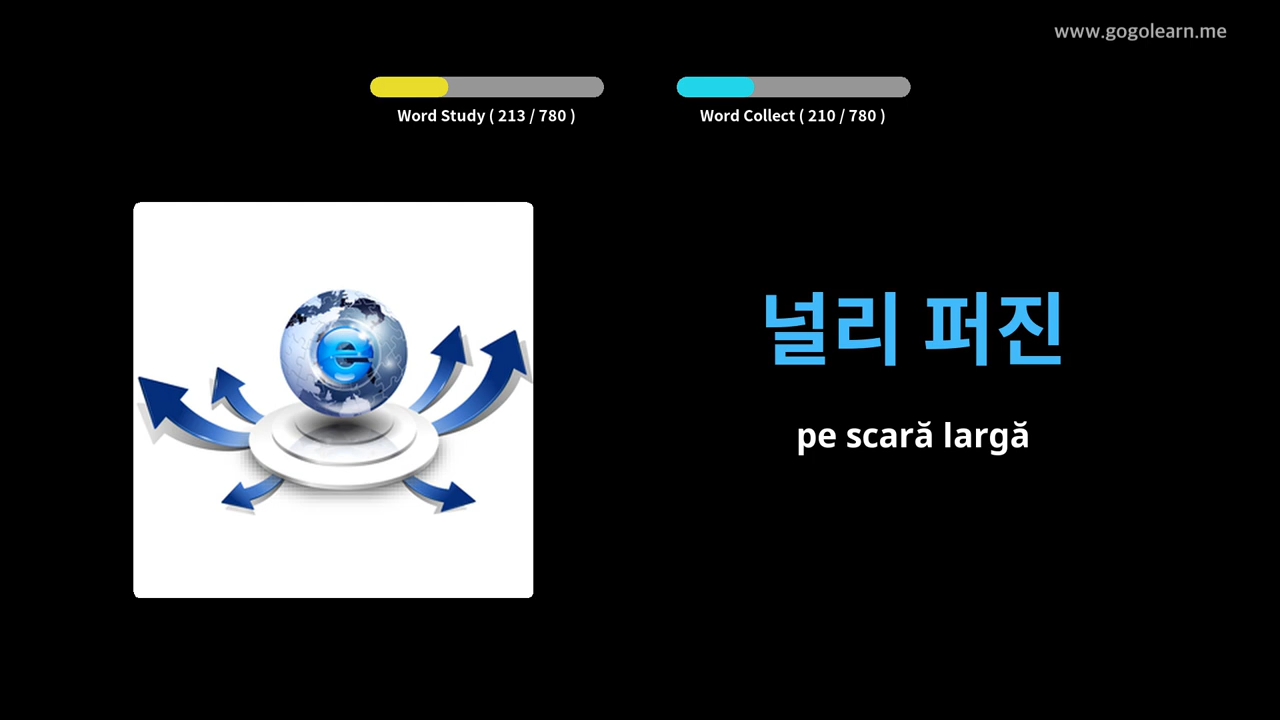 www.gogolearn.me
Word Study ( 213 / 780 )
Word Collect ( 210 / 780 )
e
널리 퍼진
pe scară largă